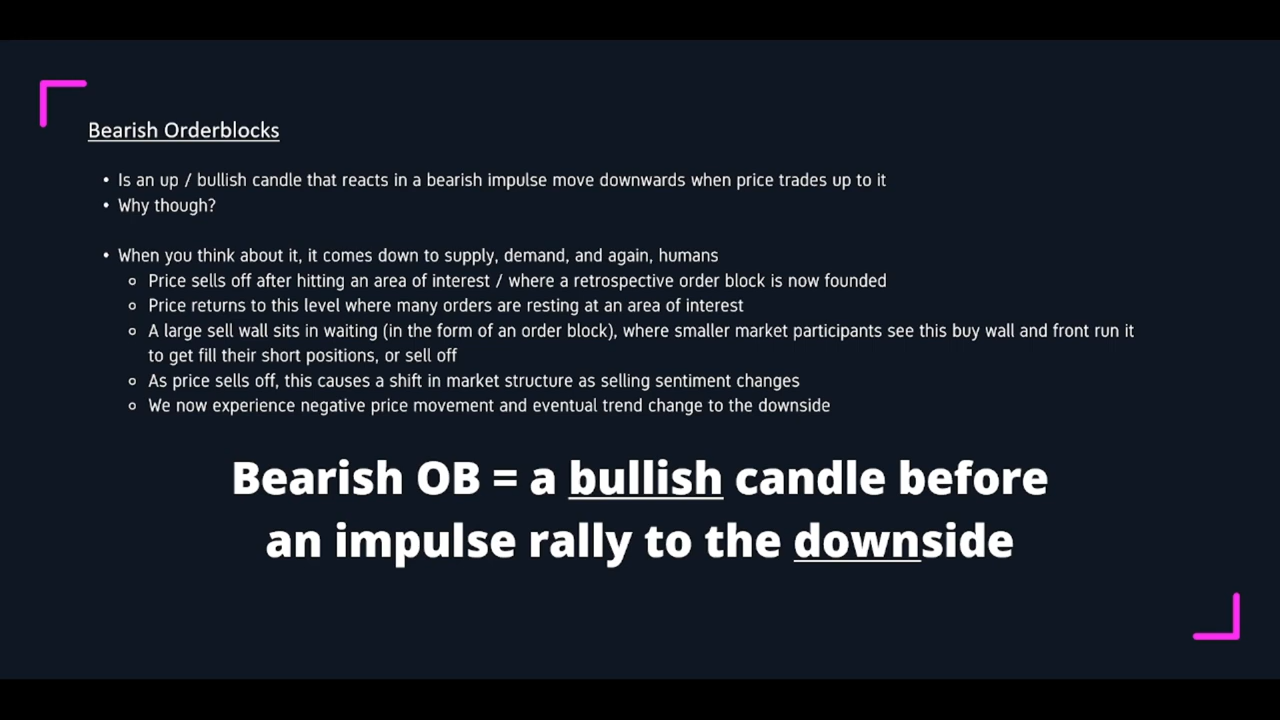 Bearish Orderblocks
• Is an up / bullish candle that reacts in a bearish impulse move downwards when price trades up to it
• Why though?
• When you think about it, it comes down to supply, demand, and again, humans
◦ Price sells off after hitting an area of interest / where a retrospective order block is now founded
◦ Price returns to this level where many orders are resting at an area of interest
◦ A large sell wall sits in waiting (in the form of an order block), where smaller market participants see this buy wall and front run it
to get fill their short positions, or sell off
◦ As price sells off, this causes a shift in market structure as selling sentiment changes
◦ We now experience negative price movement and eventual trend change to the downside
Bearish OB = a bullish candle before
an impulse rally to the downside